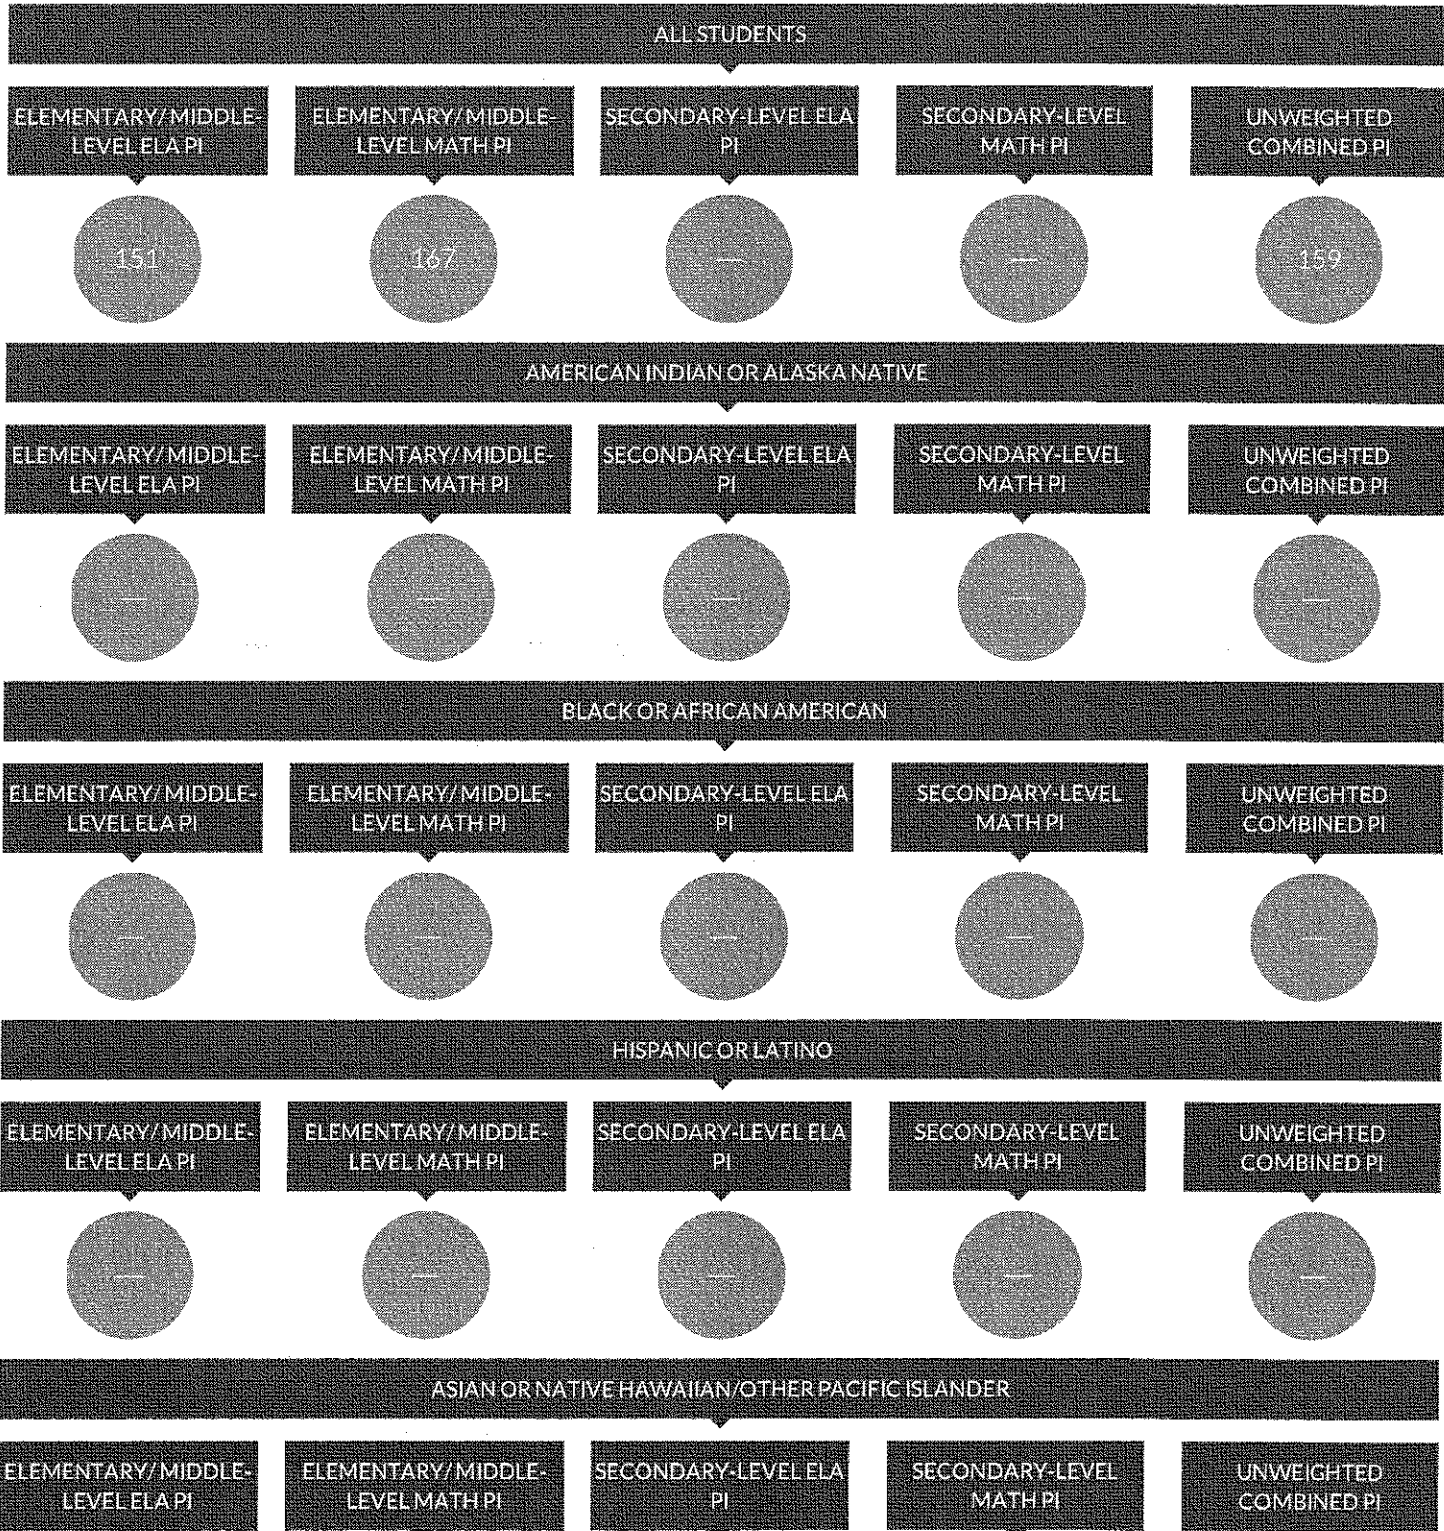 ALL STUDENTS
ELEMENTARY/MIDDLE- ELEMENTARY/MIDDLE- SECONDARY-LEVEL ELA SECONDARY-LEVEL UNWEIGHTED
LEVEL ELA PI LEVEL MATH PI PI MATH PI COMBINED PI
151 167 — — 159
AMERICAN INDIAN OR ALASKA NATIVE
ELEMENTARY/MIDDLE- ELEMENTARY/MIDDLE- SECONDARY-LEVEL ELA SECONDARY-LEVEL UNWEIGHTED
LEVEL ELA PI LEVEL MATH PI PI MATH PI COMBINED PI
— — — — —
BLACK OR AFRICAN AMERICAN
ELEMENTARY/MIDDLE- ELEMENTARY/MIDDLE- SECONDARY-LEVEL ELA SECONDARY-LEVEL UNWEIGHTED
LEVEL ELA PI LEVEL MATH PI PI MATH PI COMBINED PI
— — — — —
HISPANIC OR LATINO
ELEMENTARY/MIDDLE- ELEMENTARY/MIDDLE- SECONDARY-LEVEL ELA SECONDARY-LEVEL UNWEIGHTED
LEVEL ELA PI LEVEL MATH PI PI MATH PI COMBINED PI
— — — — —
ASIAN OR NATIVE HAWAIIAN/OTHER PACIFIC ISLANDER
ELEMENTARY/MIDDLE- ELEMENTARY/MIDDLE- SECONDARY-LEVEL ELA SECONDARY-LEVEL UNWEIGHTED
LEVEL ELA PI LEVEL MATH PI PI MATH PI COMBINED PI